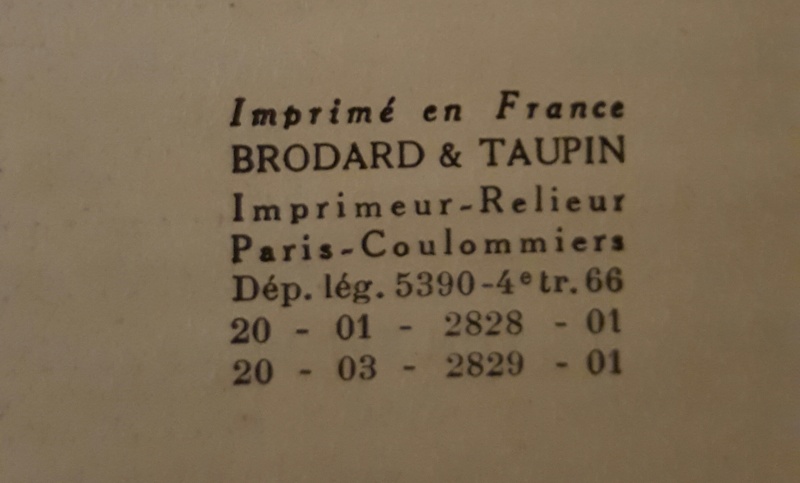 Imprimé en France
BRODARD & TAUPIN
Imprimeur-Relieur
Paris-Coulommiers
Dép. lég. 5390-4e tr. 66
20 - 01 - 2828 - 01
20 - 03 - 2829 - 01